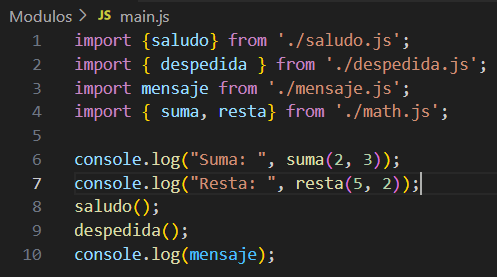 Modulos > JS main.js
1 import {saludo} from './saludo.js';
2 import { despedida } from './despedida.js';
3 import mensaje from './mensaje.js';
4 import { suma, resta} from './math.js';
5
6 console.log("Suma: ", suma(2, 3));
7 console.log("Resta: ", resta(5, 2));
8 saludo();
9 despedida();
10 console.log(mensaje);